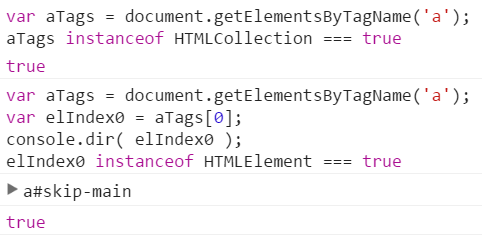 var aTags = document.getElementsByTagName('a');
aTags instanceof HTMLCollection === true
true
var aTags = document.getElementsByTagName('a');
var elIndex0 = aTags[0];
console.dir( elIndex0 );
elIndex0 instanceof HTMLElement === true
a#skip-main
true